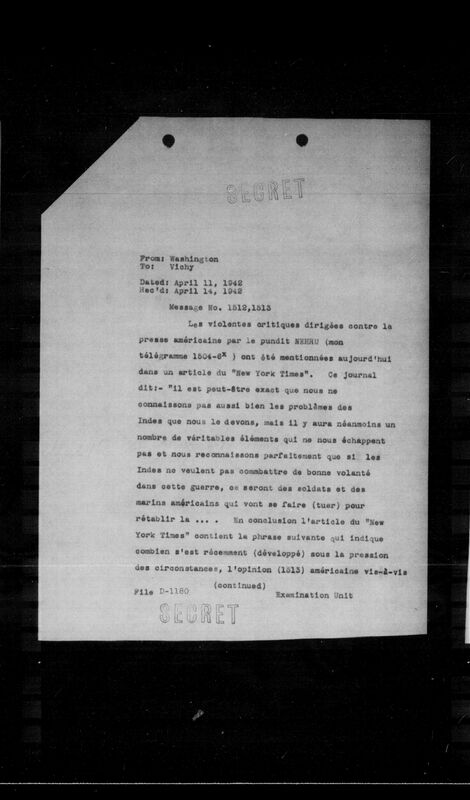 SECRET
From: Washington
To: Vichy
Dated: April 11, 1942
Rec'd: April 14, 1942
Message No. 1512,1513
Les violentes critiques dirigées contre la
presse américaine par le pundit NEHRU (mon
télégramme 1504-6x ) ont été mentionnées aujourd'hui
dans un article du "New York Times". Ce journal
dit:- "il est peut-être exact que nous ne
connaissons pas aussi bien les problèmes des
Indes que nous le devons, mais il y aura néanmoins un
nombre de véritables éléments qui ne nous échappent
pas et nous reconnaissons parfaitement que si les
Indes ne veulent pas commbattre de bonne volanté
dans cette guerre, ce seront des soldats et des
marins américains qui vont se faire (tuer) pour
rétablir la ... . En conclusion l'article du "New
York Times" contient la phrase suivante qui indique
combien s'est récemment (développé) sous la pression
des circonstances, l'opinion (1513) américaine vis-à-vis
(continued)
File D-1180 Examination Unit
SECRET